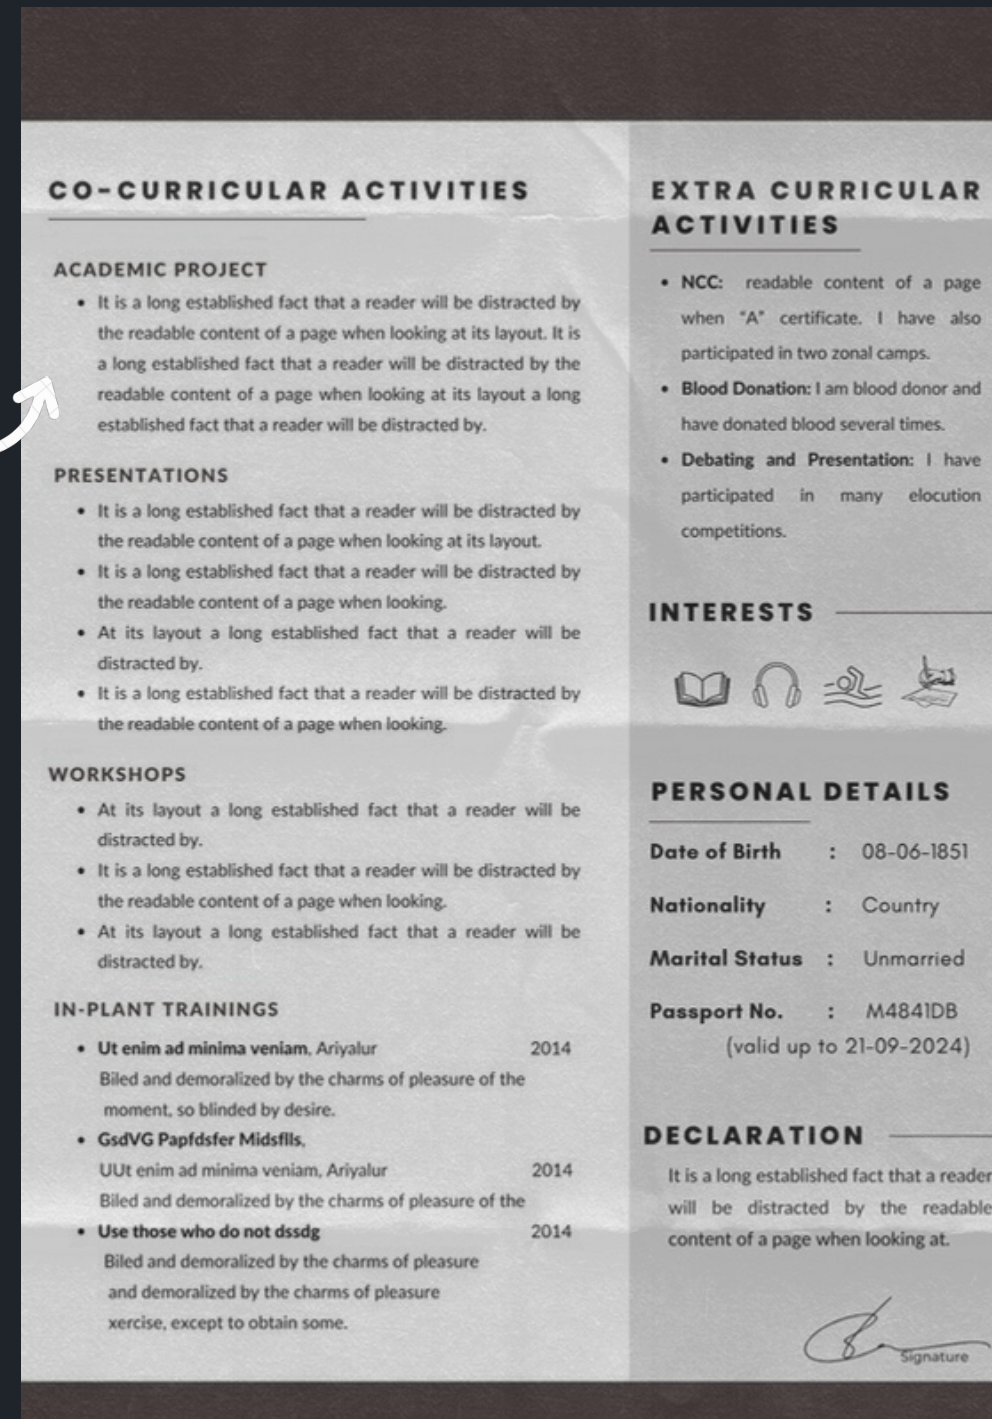 CO-CURRICULAR ACTIVITIES
ACADEMIC PROJECT
• It is a long established fact that a reader will be distracted by
the readable content of a page when looking at its layout. It is
a long established fact that a reader will be distracted by the
readable content of a page when looking at its layout a long
established fact that a reader will be distracted by.
PRESENTATIONS
• It is a long established fact that a reader will be distracted by
the readable content of a page when looking at its layout.
• It is a long established fact that a reader will be distracted by
the readable content of a page when looking.
• At its layout a long established fact that a reader will be
distracted by.
• It is a long established fact that a reader will be distracted by
the readable content of a page when looking.
WORKSHOPS
• At its layout a long established fact that a reader will be
distracted by.
• It is a long established fact that a reader will be distracted by
the readable content of a page when looking.
• At its layout a long established fact that a reader will be
distracted by.
IN-PLANT TRAININGS
• Ut enim ad minima veniam, Ariyalur 2014
Biled and demoralized by the charms of pleasure of the
moment, so blinded by desire.
• GsdVG Papfdsfer Midsflls,
UUt enim ad minima veniam, Ariyalur 2014
Biled and demoralized by the charms of pleasure of the
• Use those who do not dssdg 2014
Biled and demoralized by the charms of pleasure
and demoralized by the charms of pleasure
xercise, except to obtain some.
EXTRA CURRICULAR
ACTIVITIES
• NCC: readable content of a page
when "A" certificate. I have also
participated in two zonal camps.
• Blood Donation: I am blood donor and
have donated blood several times.
• Debating and Presentation: I have
participated in many elocution
competitions.
INTERESTS
PERSONAL DETAILS
Date of Birth : 08-06-1851
Nationality : Country
Marital Status : Unmarried
Passport No. : M4841DB
(valid up to 21-09-2024)
DECLARATION
It is a long established fact that a reader
will be distracted by the readable
content of a page when looking at.
Signature